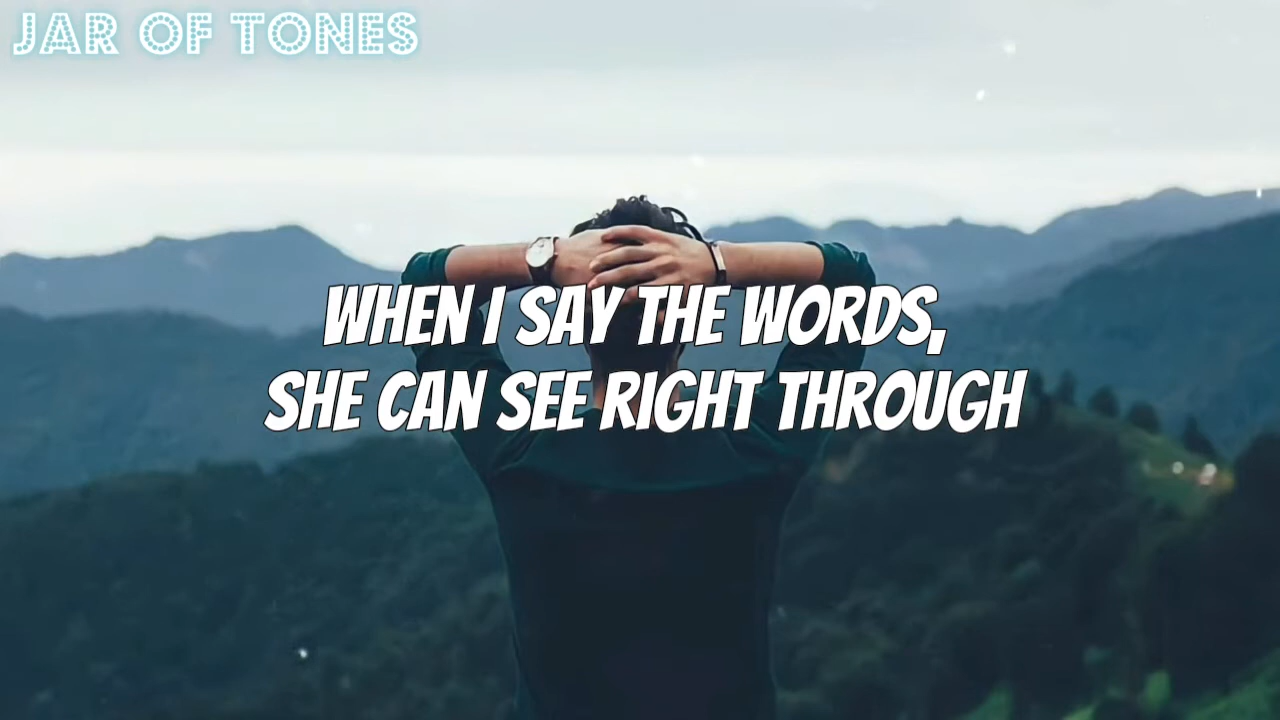 JAR OF TONES
WHEN I SAY THE WORDS,
SHE CAN SEE RIGHT THROUGH